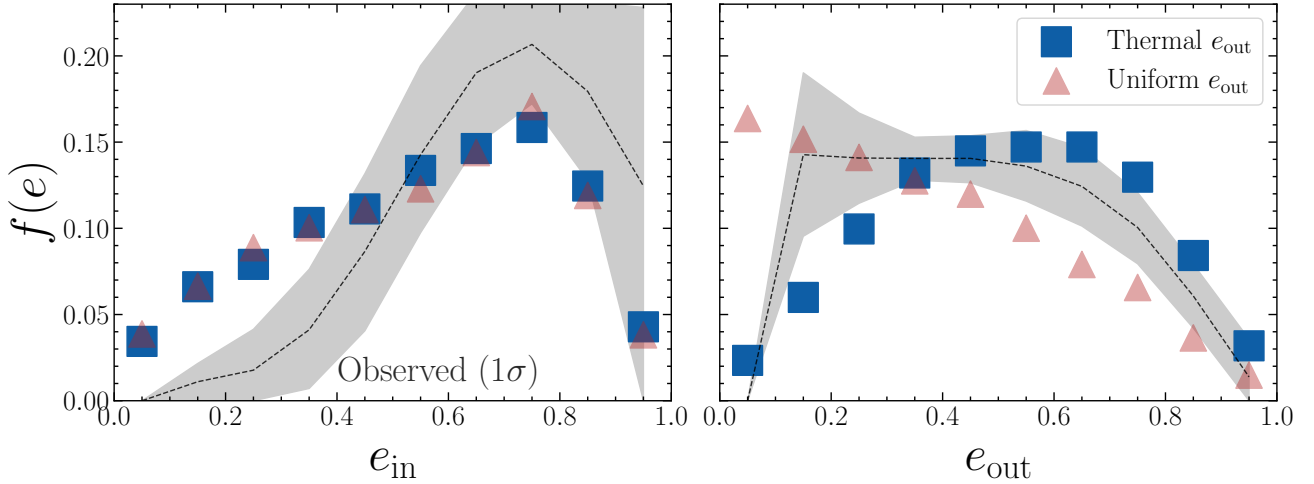 f(e)
0.20
0.15
0.10
0.05
0.00
Observed (1σ)
0.0 0.2 0.4 0.6 0.8 1.0
e_in
Thermal e_out
Uniform e_out
0.2 0.4 0.6 0.8 1.0
e_out